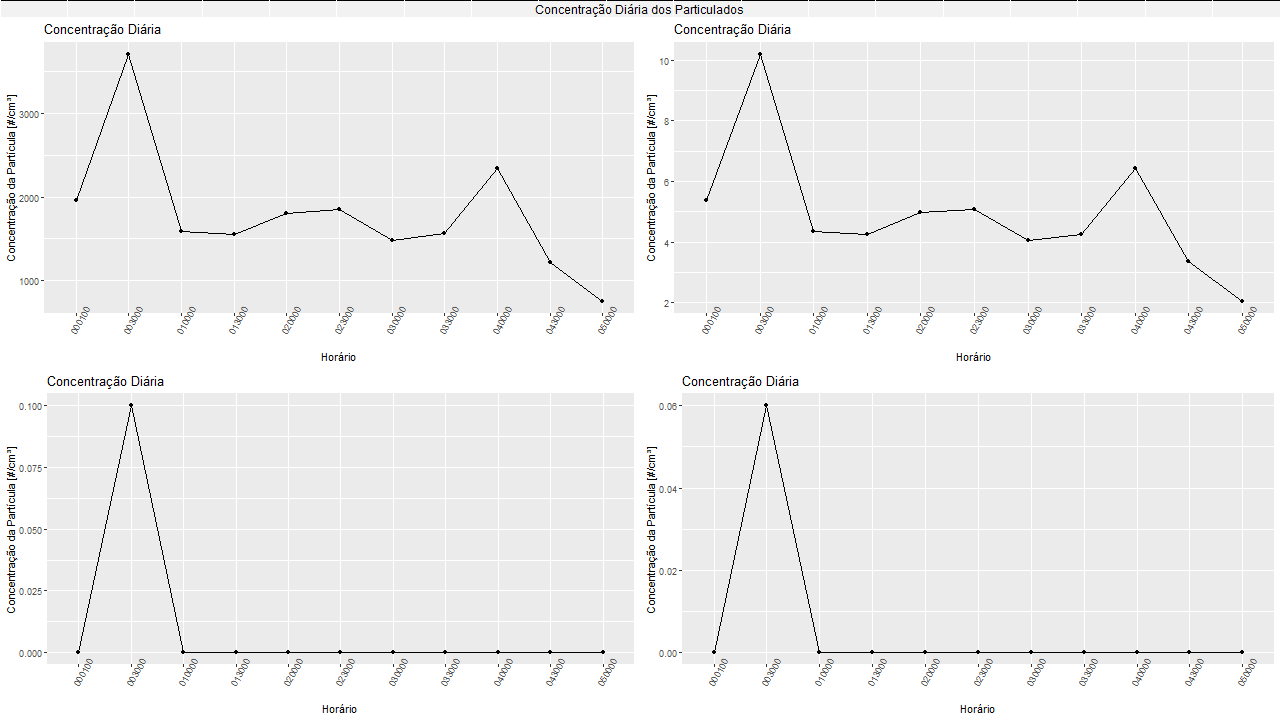 Concentração Diária dos Particulados
Concentração Diária
Concentração da Partícula [#/cm³]
3000
2000
1000
000100 003000 010000 013000 020000 023000 030000 033000 040000 043000 050000
Horário
Concentração Diária
Concentração da Partícula [#/cm³]
10
8
6
4
2
000100 003000 010000 013000 020000 023000 030000 033000 040000 043000 050000
Horário
Concentração Diária
Concentração da Partícula [#/cm³]
0.100
0.075
0.050
0.025
0.000
000100 003000 010000 013000 020000 023000 030000 033000 040000 043000 050000
Horário
Concentração Diária
Concentração da Partícula [#/cm³]
0.06
0.04
0.02
0.00
000100 003000 010000 013000 020000 023000 030000 033000 040000 043000 050000
Horário